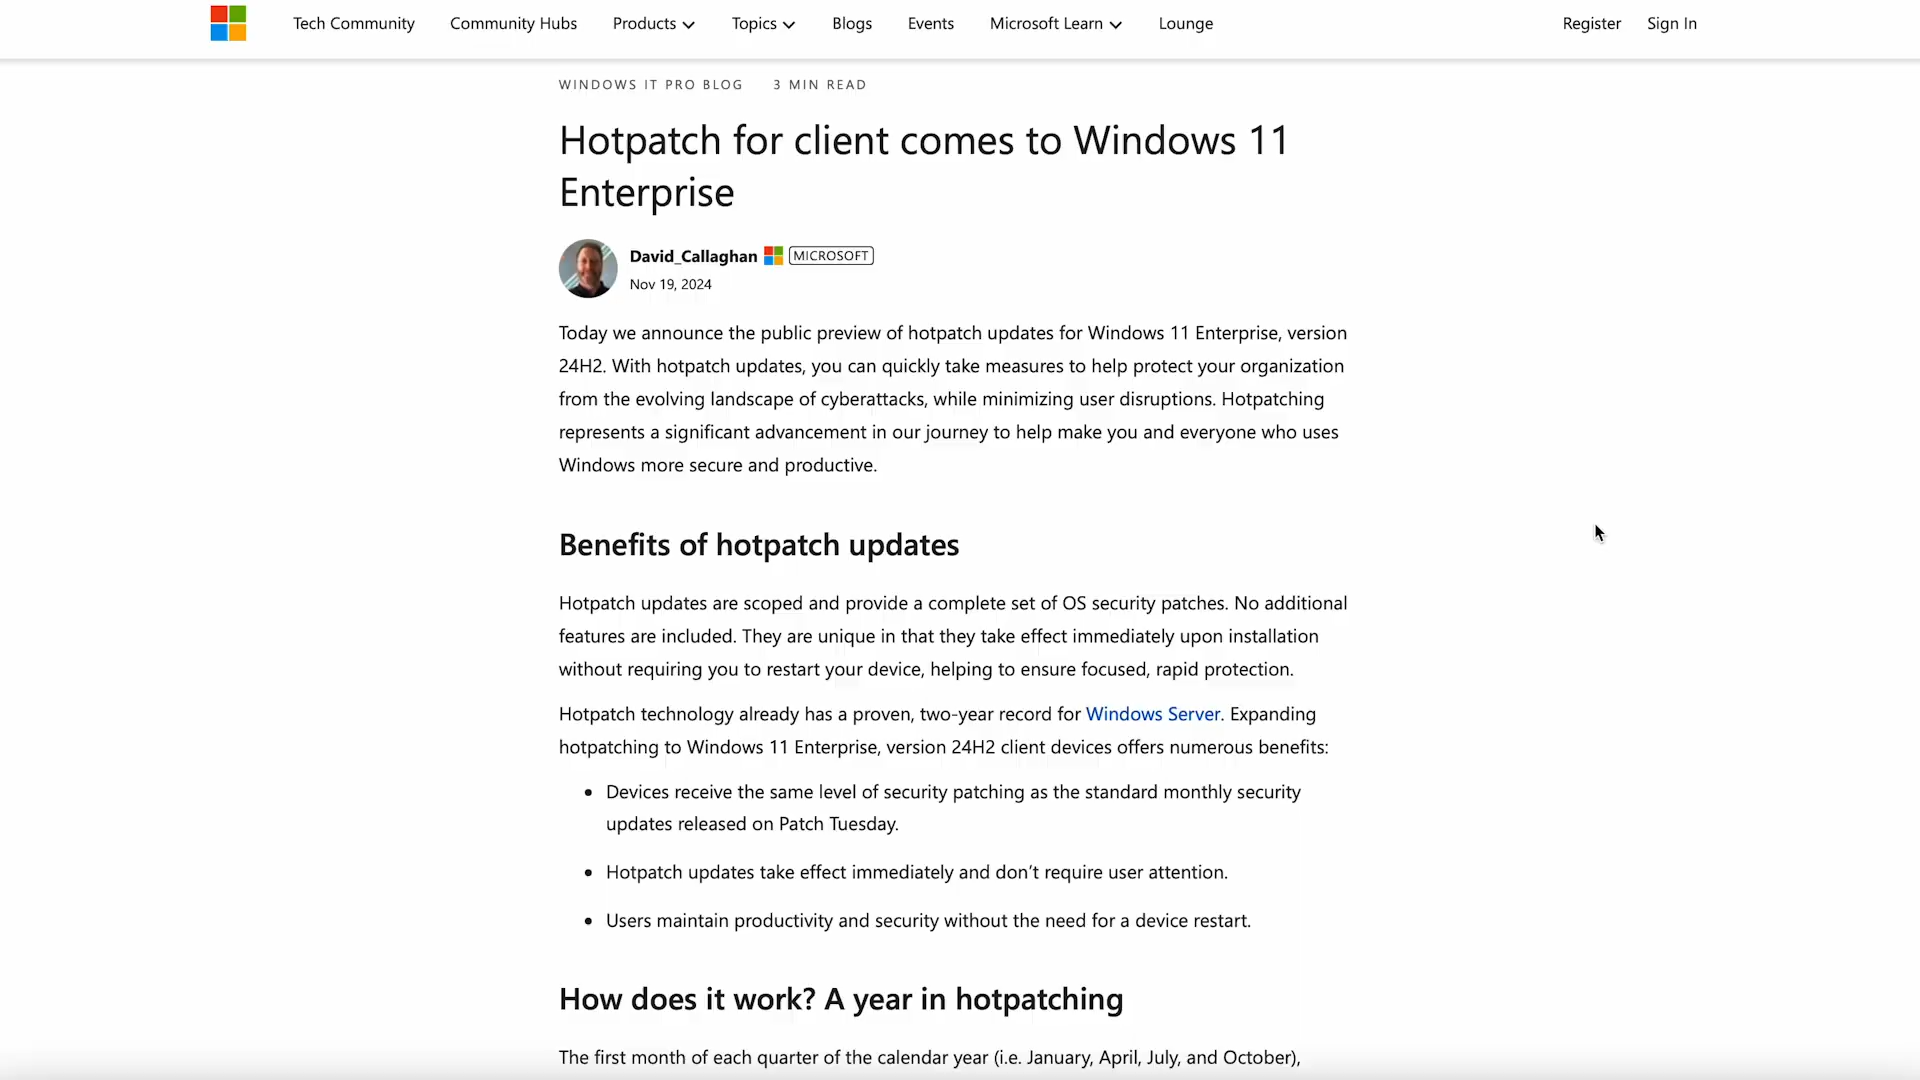 Tech Community Community Hubs Products Topics Blogs Events Microsoft Learn Lounge Register Sign In
WINDOWS IT PRO BLOG 3 MIN READ
Hotpatch for client comes to Windows 11
Enterprise
David_Callaghan MICROSOFT
Nov 19, 2024
Today we announce the public preview of hotpatch updates for Windows 11 Enterprise, version
24H2. With hotpatch updates, you can quickly take measures to help protect your organization
from the evolving landscape of cyberattacks, while minimizing user disruptions. Hotpatching
represents a significant advancement in our journey to help make you and everyone who uses
Windows more secure and productive.
Benefits of hotpatch updates
Hotpatch updates are scoped and provide a complete set of OS security patches. No additional
features are included. They are unique in that they take effect immediately upon installation
without requiring you to restart your device, helping to ensure focused, rapid protection.
Hotpatch technology already has a proven, two-year record for Windows Server. Expanding
hotpatching to Windows 11 Enterprise, version 24H2 client devices offers numerous benefits:
• Devices receive the same level of security patching as the standard monthly security
updates released on Patch Tuesday.
• Hotpatch updates take effect immediately and don’t require user attention.
• Users maintain productivity and security without the need for a device restart.
How does it work? A year in hotpatching
The first month of each quarter of the calendar year (i.e. January, April, July, and October),